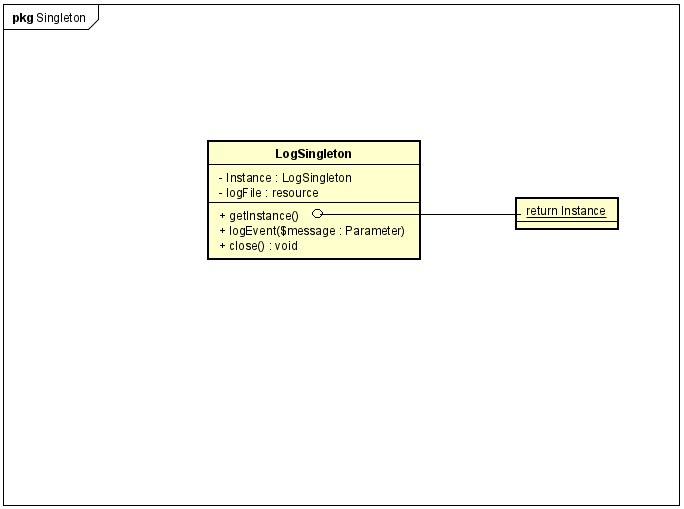 pkg Singleton
LogSingleton
- Instance : LogSingleton
- logFile : resource
+ getInstance()
+ logEvent($message : Parameter)
+ close() : void
return Instance